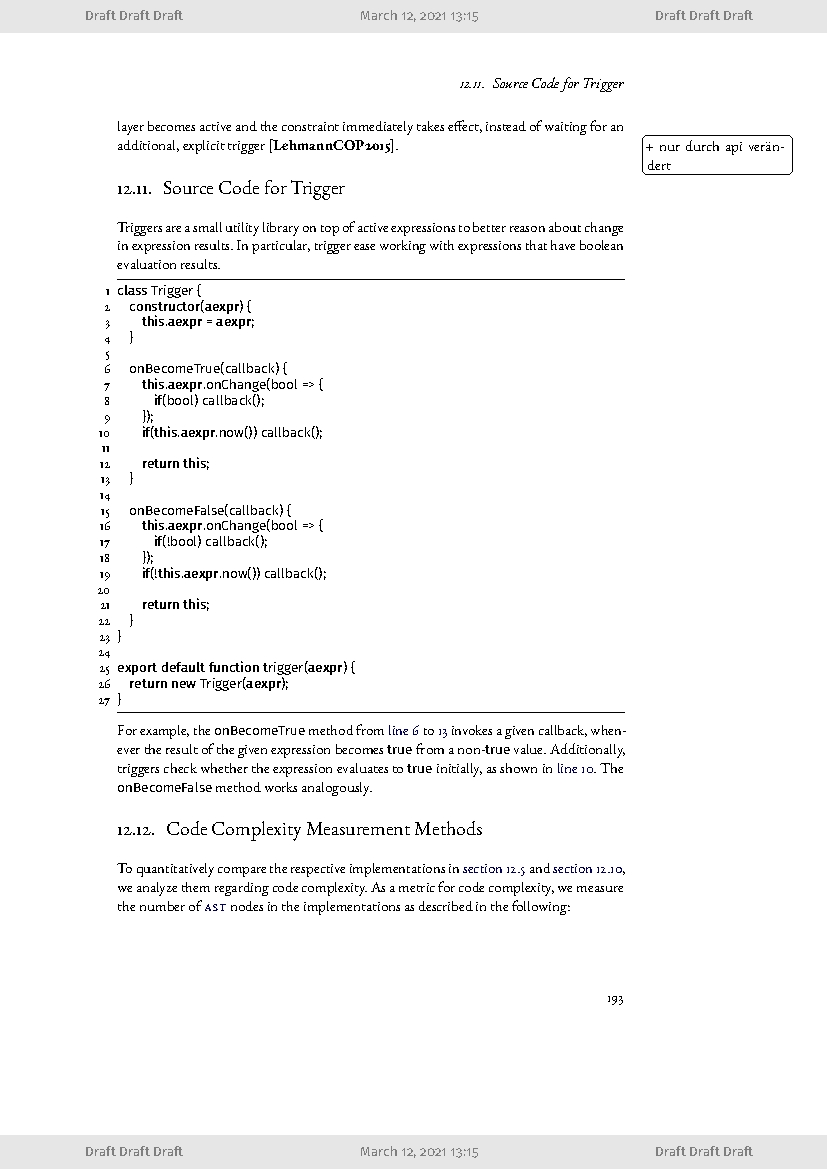 Draft Draft Draft March 12, 2021 13:15 Draft Draft Draft
12.11. Source Code for Trigger
layer becomes active and the constraint immediately takes effect, instead of waiting for an
additional, explicit trigger [LehmannCOP2015].
+ nur durch api verän-
dert
12.11. Source Code for Trigger
Triggers are a small utility library on top of active expressions to better reason about change
in expression results. In particular, trigger ease working with expressions that have boolean
evaluation results.
1 class Trigger {
2 constructor(aexpr) {
3 this.aexpr = aexpr;
4 }
5
6 onBecomeTrue(callback) {
7 this.aexpr.onChange(bool => {
8 if(bool) callback();
9 });
10 if(this.aexpr.now()) callback();
11
12 return this;
13 }
14
15 onBecomeFalse(callback) {
16 this.aexpr.onChange(bool => {
17 if(!bool) callback();
18 });
19 if(!this.aexpr.now()) callback();
20
21 return this;
22 }
23 }
24
25 export default function trigger(aexpr) {
26 return new Trigger(aexpr);
27 }
For example, the onBecomeTrue method from line 6 to 13 invokes a given callback, when-
ever the result of the given expression becomes true from a non-true value. Additionally,
triggers check whether the expression evaluates to true initially, as shown in line 10. The
onBecomeFalse method works analogously.
12.12. Code Complexity Measurement Methods
To quantitatively compare the respective implementations in section 12.5 and section 12.10,
we analyze them regarding code complexity. As a metric for code complexity, we measure
the number of AST nodes in the implementations as described in the following:
193
Draft Draft Draft March 12, 2021 13:15 Draft Draft Draft